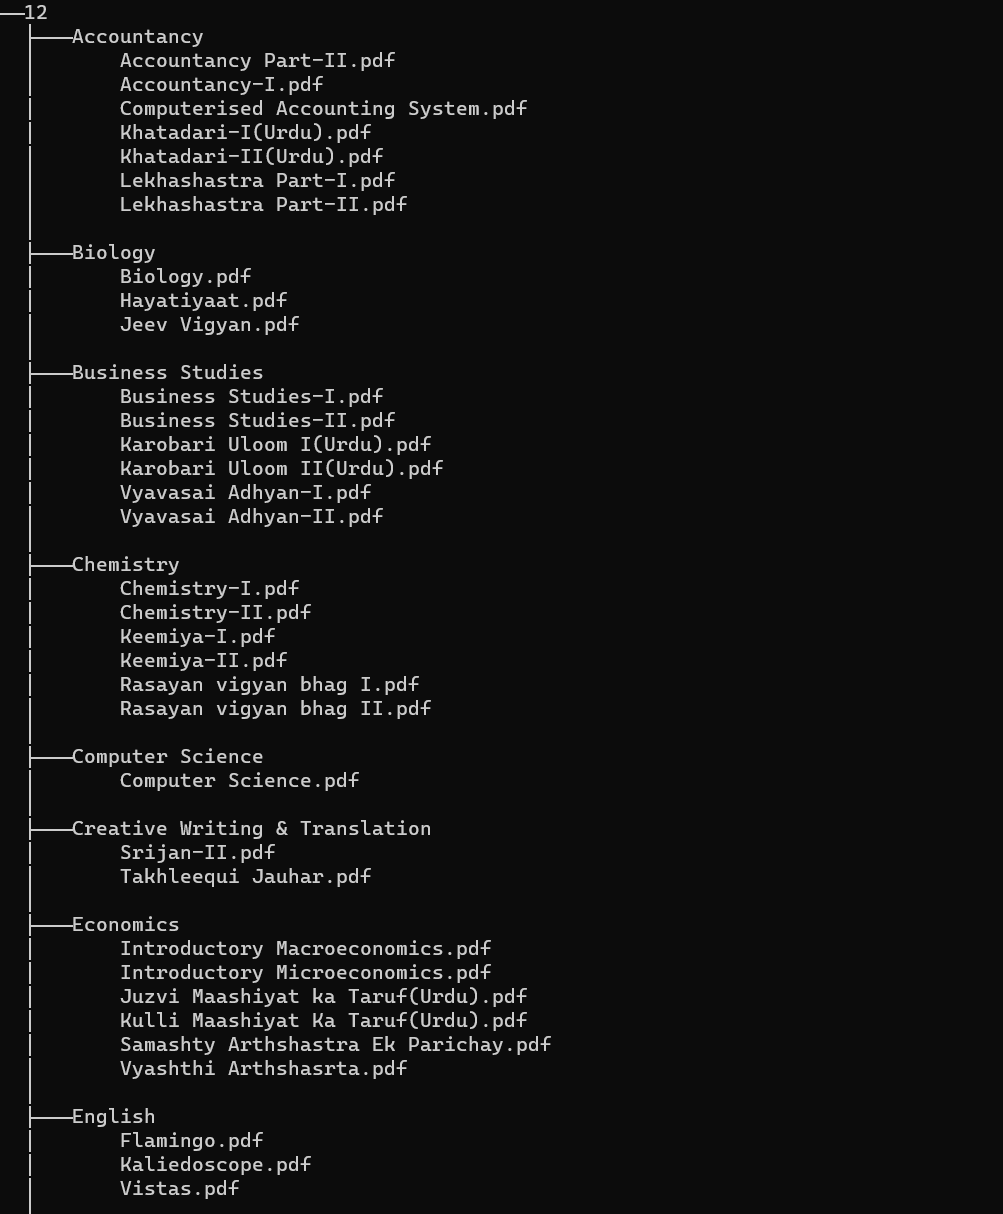 12
Accountancy
Accountancy Part-II.pdf
Accountancy-I.pdf
Computerised Accounting System.pdf
Khatadari-I(Urdu).pdf
Khatadari-II(Urdu).pdf
Lekhashastra Part-I.pdf
Lekhashastra Part-II.pdf
Biology
Biology.pdf
Hayatiyaat.pdf
Jeev Vigyan.pdf
Business Studies
Business Studies-I.pdf
Business Studies-II.pdf
Karobari Uloom I(Urdu).pdf
Karobari Uloom II(Urdu).pdf
Vyavasai Adhyan-I.pdf
Vyavasai Adhyan-II.pdf
Chemistry
Chemistry-I.pdf
Chemistry-II.pdf
Keemiya-I.pdf
Keemiya-II.pdf
Rasayan vigyan bhag I.pdf
Rasayan vigyan bhag II.pdf
Computer Science
Computer Science.pdf
Creative Writing & Translation
Srijan-II.pdf
Takhleequi Jauhar.pdf
Economics
Introductory Macroeconomics.pdf
Introductory Microeconomics.pdf
Juzvi Maashiyat ka Taruf(Urdu).pdf
Kulli Maashiyat Ka Taruf(Urdu).pdf
Samashty Arthshastra Ek Parichay.pdf
Vyashthi Arthshasrta.pdf
English
Flamingo.pdf
Kaliedoscope.pdf
Vistas.pdf